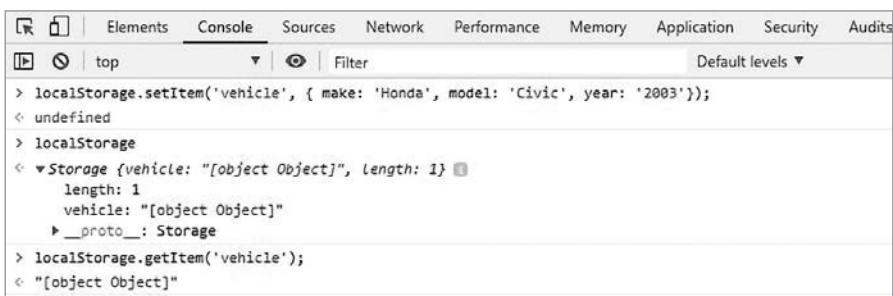 Elements Console Sources Network Performance Memory Application Security Audits
top ▼ Filter Default levels ▼
> localStorage.setItem('vehicle', { make: 'Honda', model: 'Civic', year: '2003'});
< undefined
> localStorage
< ▼Storage {vehicle: "[object Object]", length: 1} i
length: 1
vehicle: "[object Object]"
▶ __proto__: Storage
> localStorage.getItem('vehicle');
< "[object Object]"